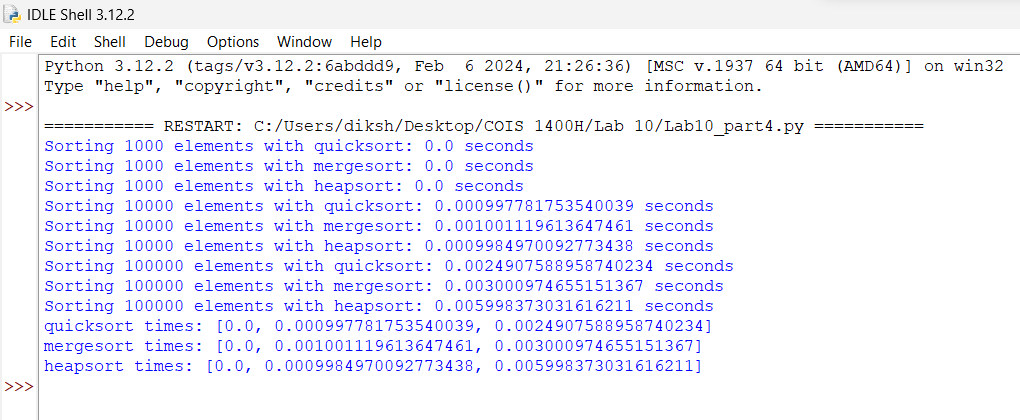 IDLE Shell 3.12.2
File Edit Shell Debug Options Window Help
Python 3.12.2 (tags/v3.12.2:6abddd9, Feb  6 2024, 21:26:36) [MSC v.1937 64 bit (AMD64)] on win32
Type "help", "copyright", "credits" or "license()" for more information.
>>>
=========== RESTART: C:/Users/diksh/Desktop/COIS 1400H/Lab 10/Lab10_part4.py ===========
Sorting 1000 elements with quicksort: 0.0 seconds
Sorting 1000 elements with mergesort: 0.0 seconds
Sorting 1000 elements with heapsort: 0.0 seconds
Sorting 10000 elements with quicksort: 0.000997781753540039 seconds
Sorting 10000 elements with mergesort: 0.001001119613647461 seconds
Sorting 10000 elements with heapsort: 0.0009984970092773438 seconds
Sorting 100000 elements with quicksort: 0.0024907588958740234 seconds
Sorting 100000 elements with mergesort: 0.003000974655151367 seconds
Sorting 100000 elements with heapsort: 0.005998373031616211 seconds
quicksort times: [0.0, 0.000997781753540039, 0.0024907588958740234]
mergesort times: [0.0, 0.001001119613647461, 0.003000974655151367]
heapsort times: [0.0, 0.0009984970092773438, 0.005998373031616211]
>>>